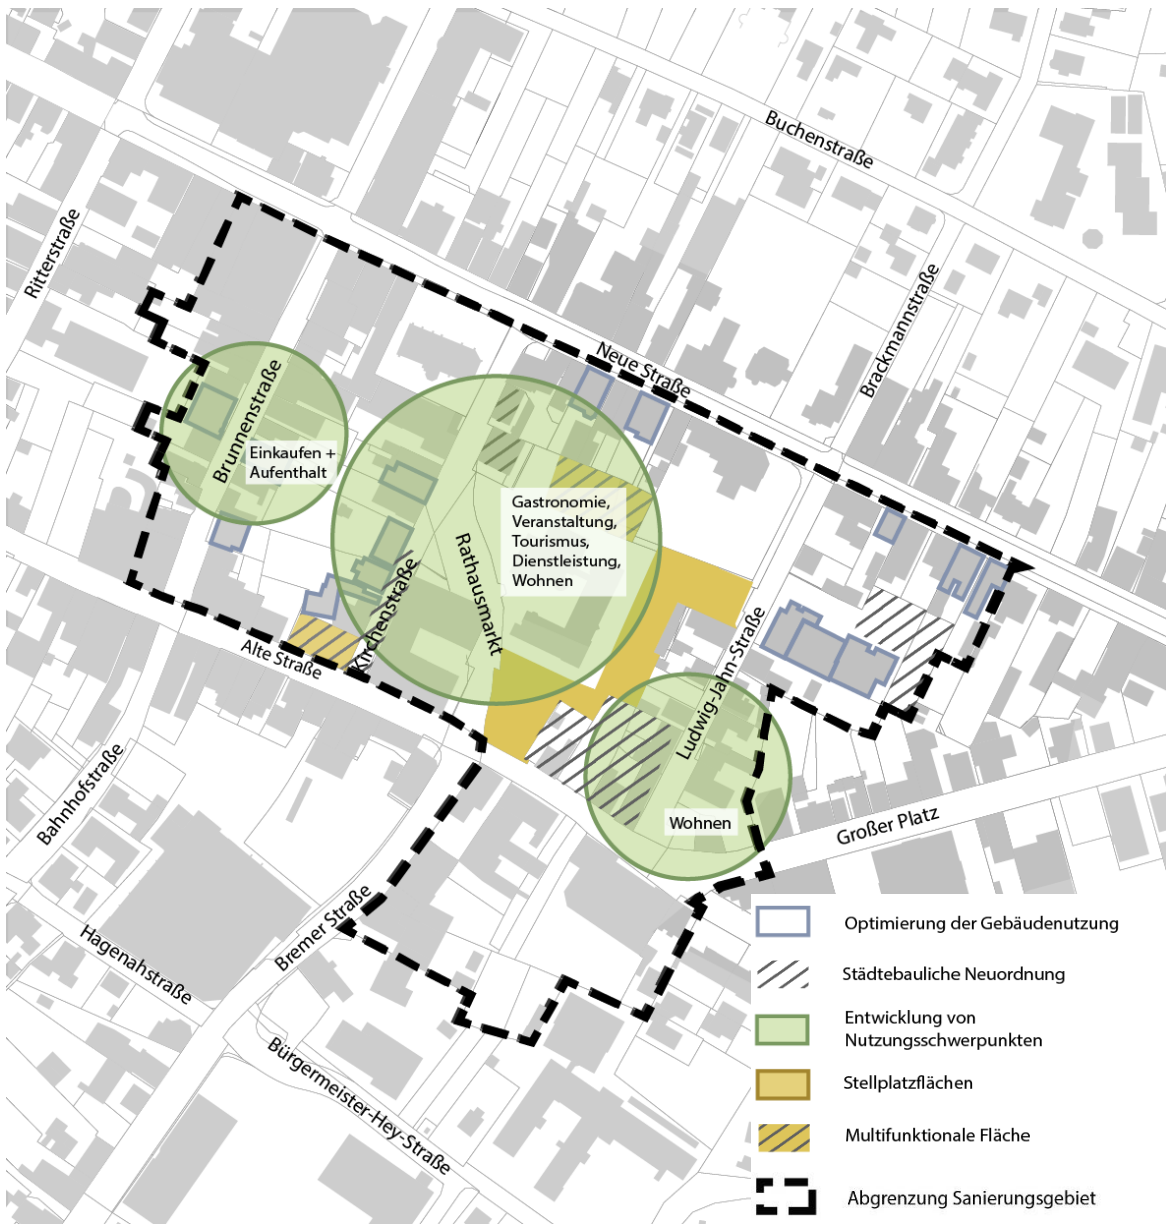 Buchenstraße
Ritterstraße
Brackmannstraße
Neue Straße
Brunnenstraße
Einkaufen +
Aufenthalt
Gastronomie,
Veranstaltung,
Tourismus,
Dienstleistung,
Wohnen
Rathausmarkt
Kirchenstraße
Alte Straße
Ludwig-Jahn-Straße
Bahnhofstraße
Wohnen
Großer Platz
Bremer Straße
Hagenahstraße
Bürgermeister-Hey-Straße
Optimierung der Gebäudenutzung
Städtebauliche Neuordnung
Entwicklung von
Nutzungsschwerpunkten
Stellplatzflächen
Multifunktionale Fläche
Abgrenzung Sanierungsgebiet